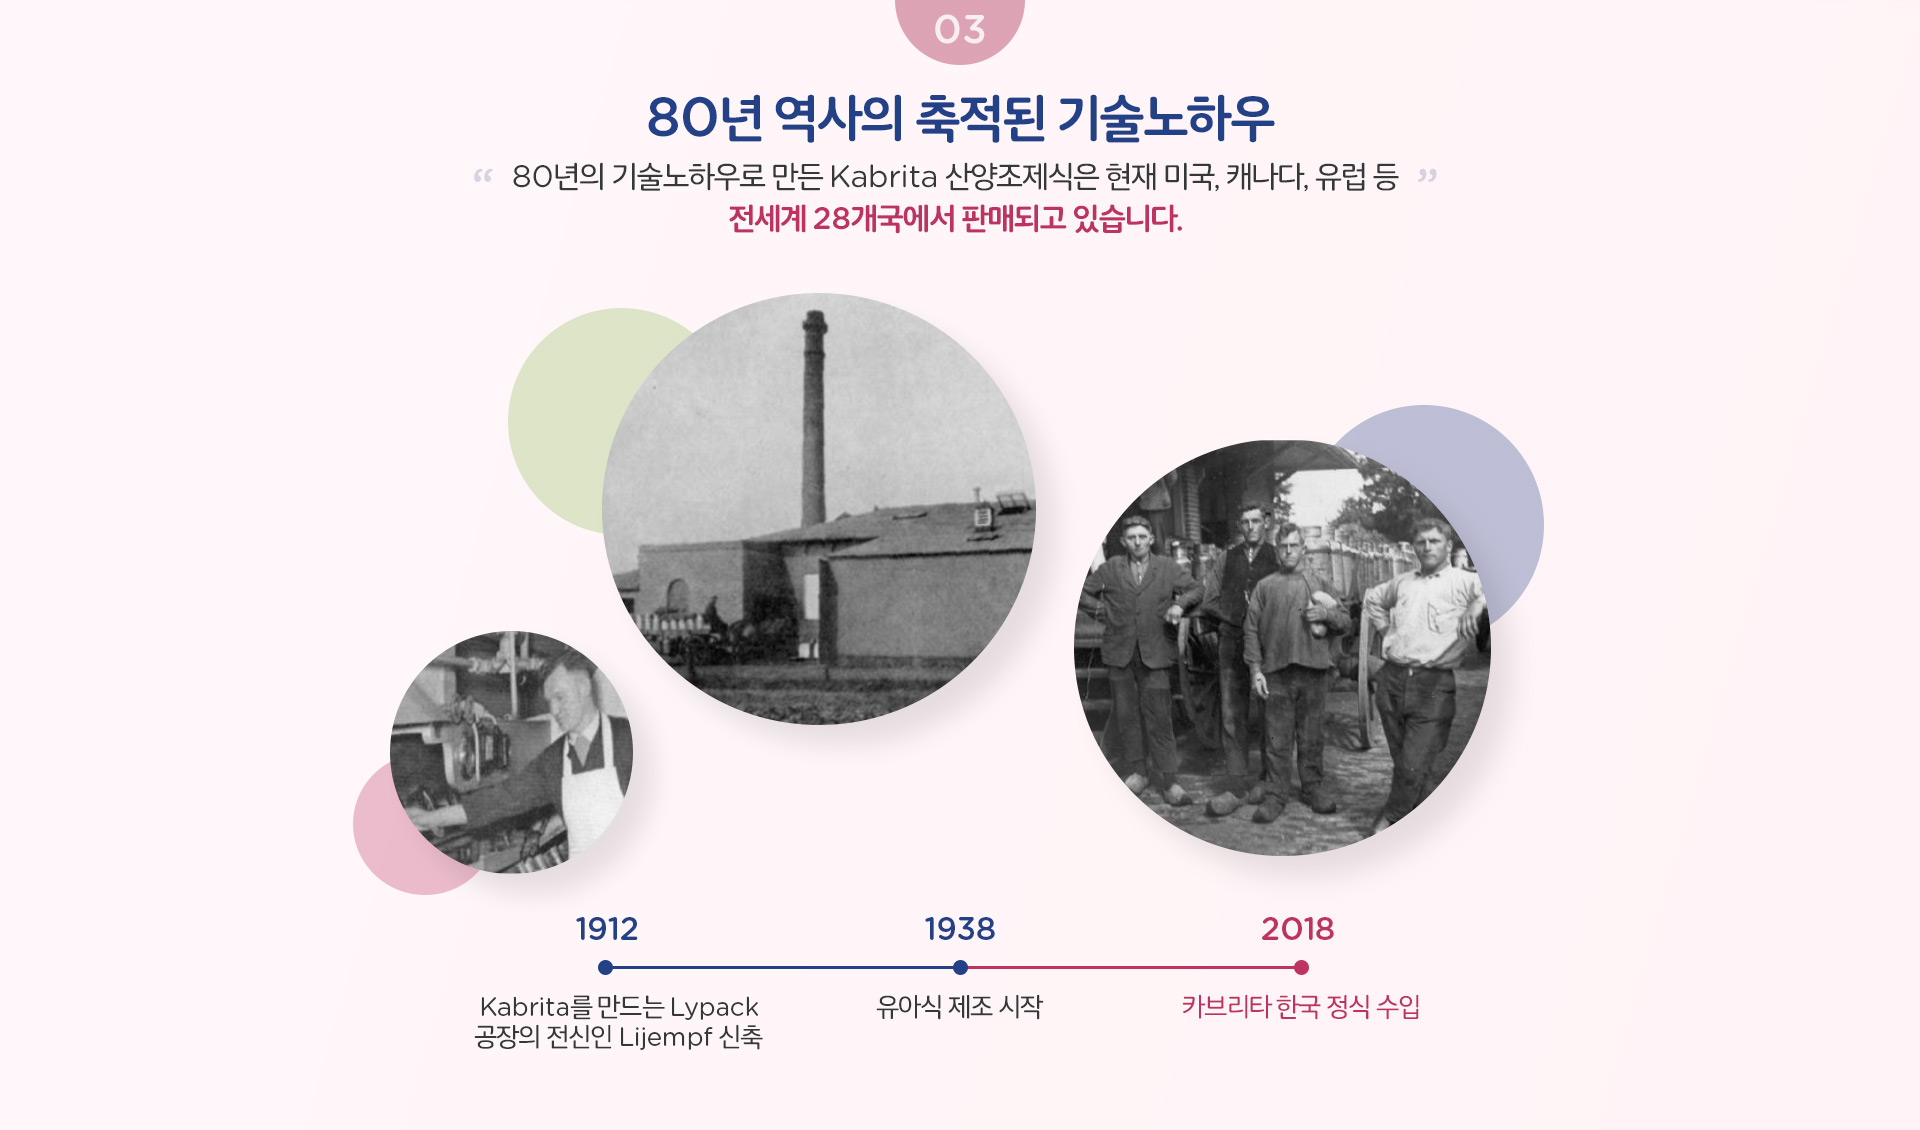 03
80년 역사의 축적된 기술노하우
“ 80년의 기술노하우로 만든 Kabrita 산양조제식은 현재 미국, 캐나다, 유럽 등 ”
전세계 28개국에서 판매되고 있습니다.
1912
1938
2018
Kabrita를 만드는 Lypack
공장의 전신인 Lijempf 신축
유아식 제조 시작
카브리타 한국 정식 수입